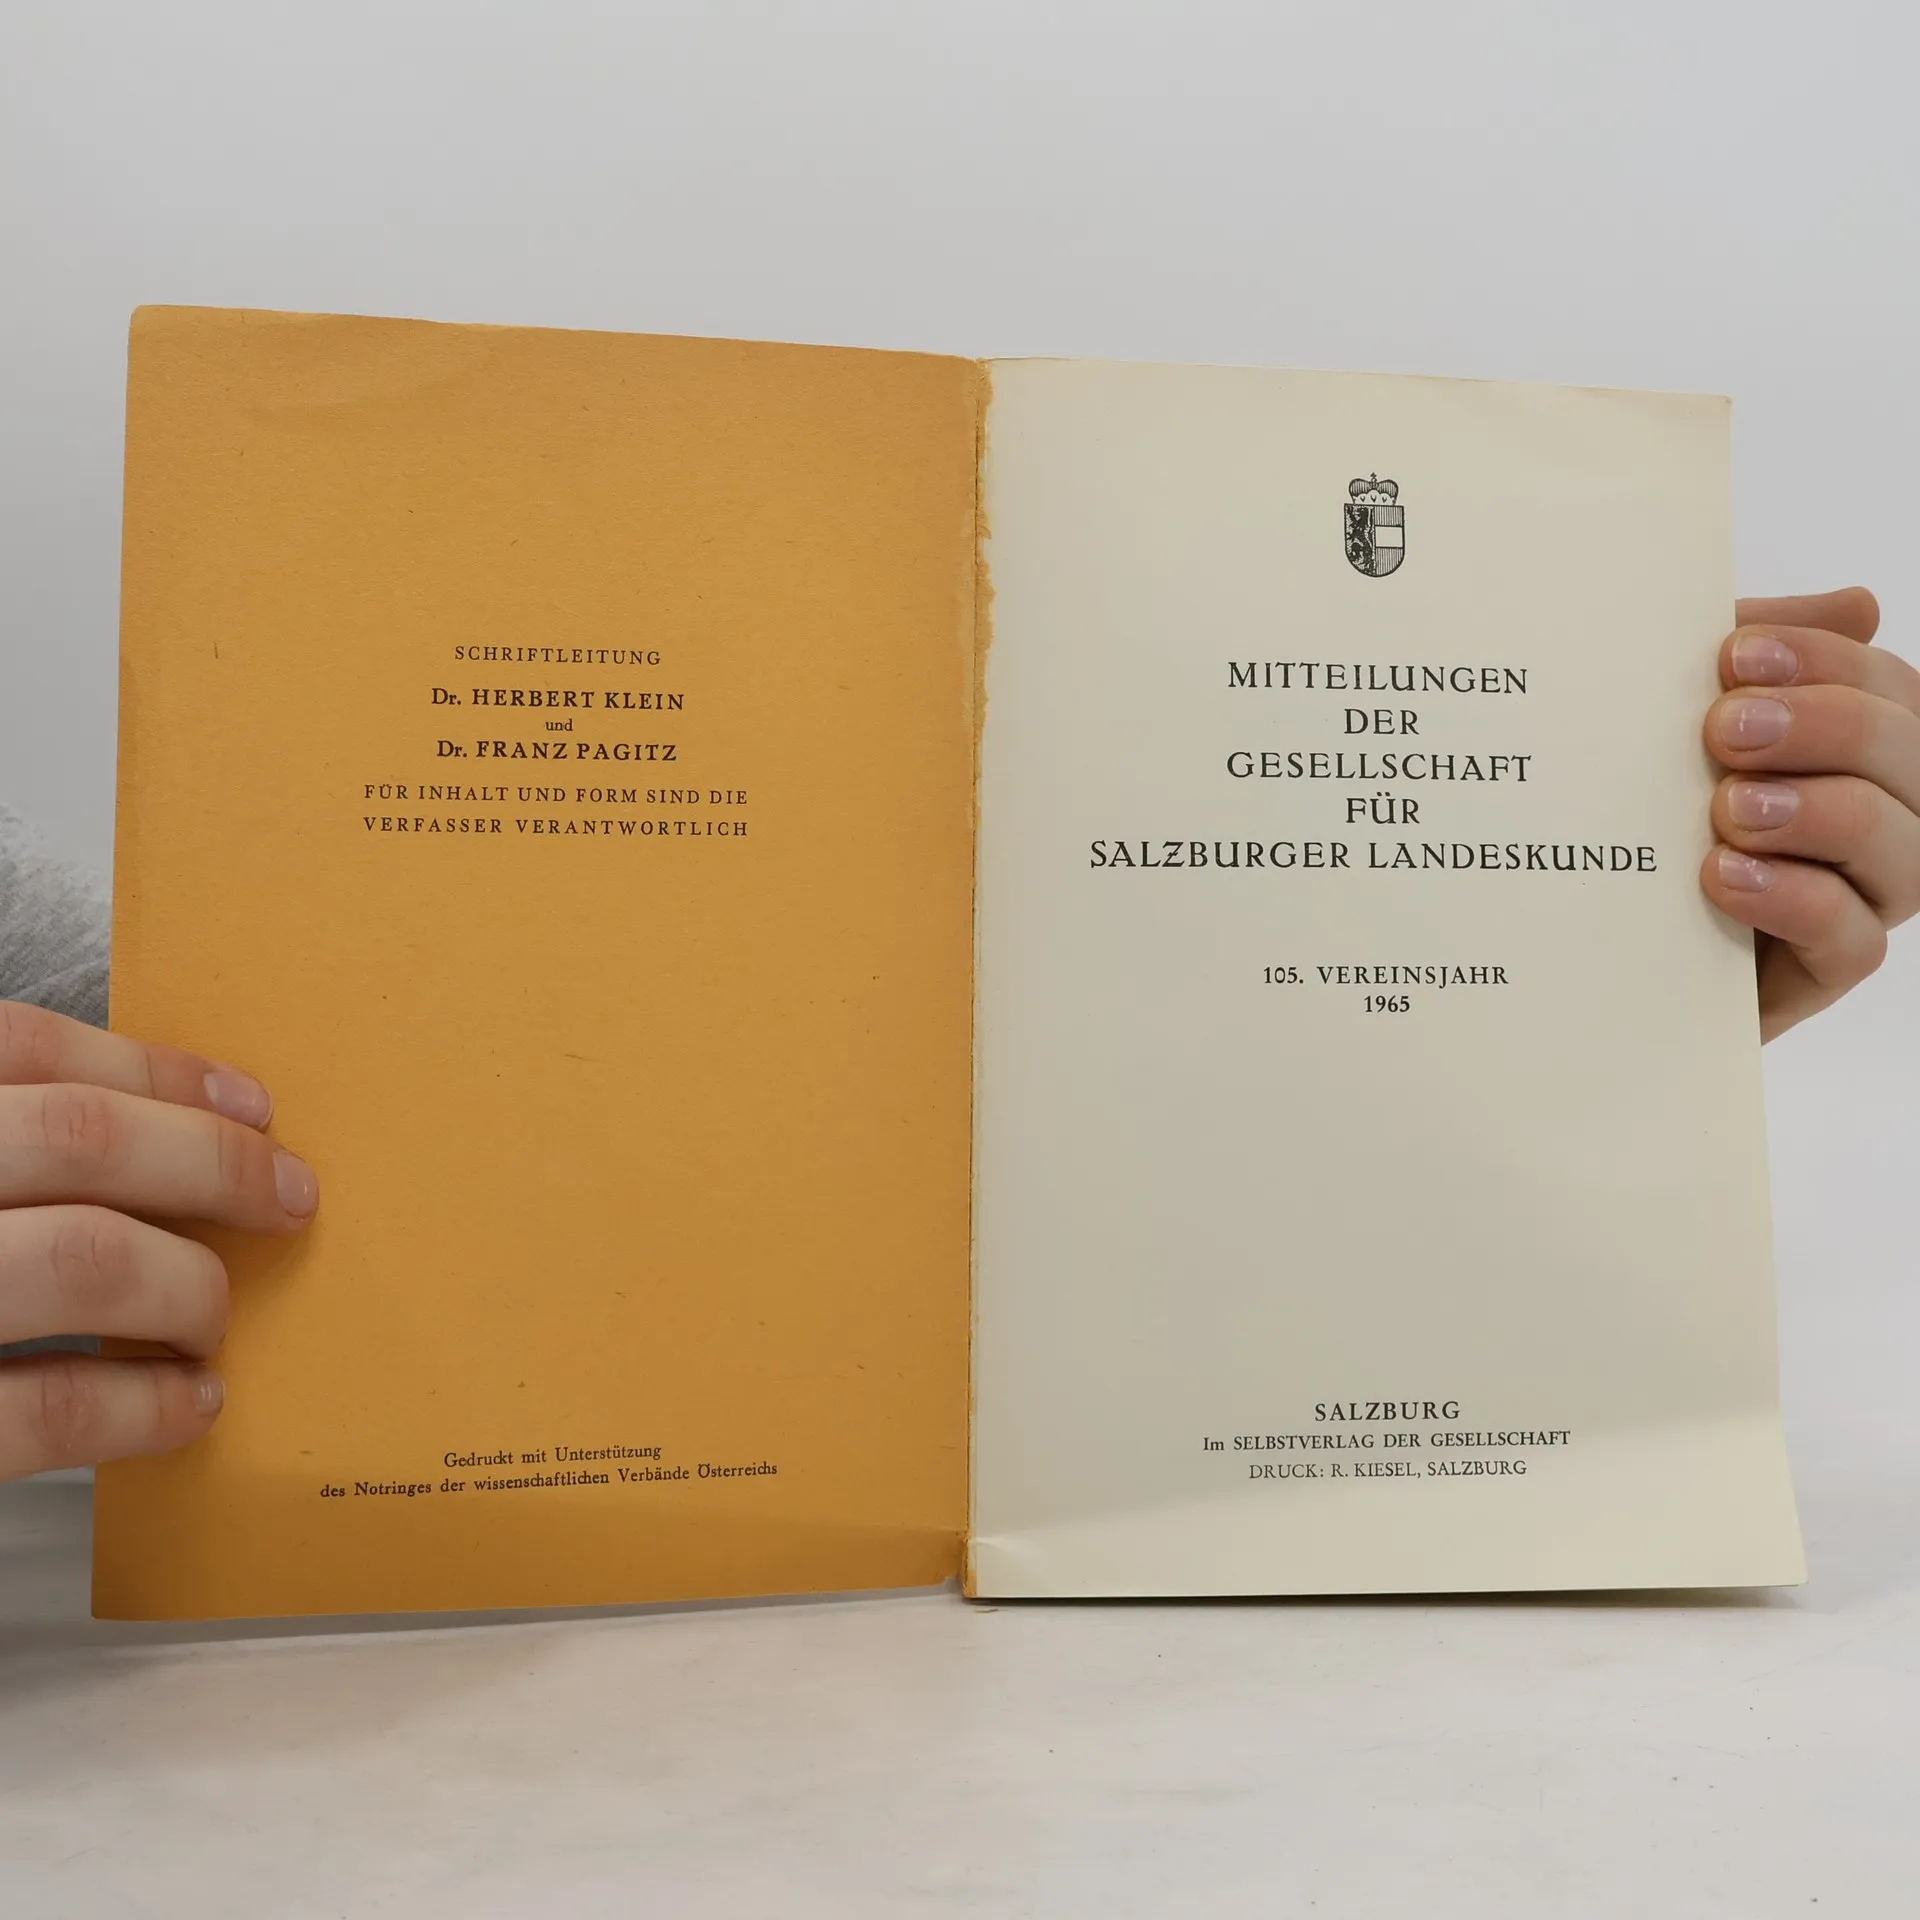 SCHRIFTLEITUNG
Dr. HERBERT KLEIN
und
Dr. FRANZ PAGITZ
FÜR INHALT UND FORM SIND DIE
VERFASSER VERANTWORTLICH
Gedruckt mit Unterstützung
des Notringes der wissenschaftlichen Verbände Österreichs
MITTEILUNGEN
DER
GESELLSCHAFT
FÜR
SALZBURGER LANDESKUNDE
105. VEREINSJAHR
1965
SALZBURG
Im SELBSTVERLAG DER GESELLSCHAFT
DRUCK: R. KIESEL, SALZBURG